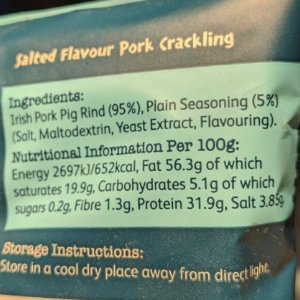 Salted Flavour Pork Crackling
Ingredients:
Irish Pork Pig Rind (95%), Plain Seasoning (5%)
(Salt, Maltodextrin, Yeast Extract, Flavouring).
Nutritional Information Per 100g:
Energy 2697kJ/652kcal, Fat 56.3g of which
saturates 19.9g, Carbohydrates 5.1g of which
sugars 0.2g, Fibre 1.3g, Protein 31.9g, Salt 3.85g
Storage Instructions:
Store in a cool dry place away from direct light.